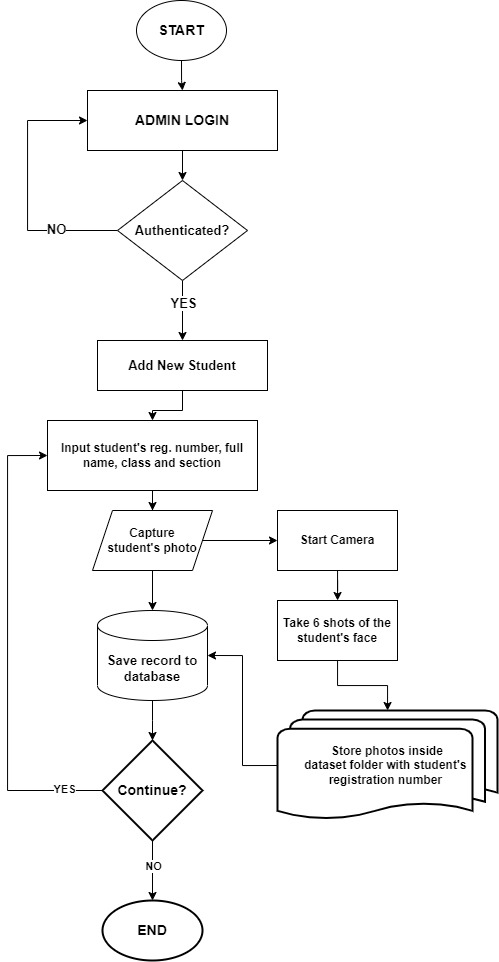 START
ADMIN LOGIN
Authenticated?
NO
YES
Add New Student
Input student's reg. number, full
name, class and section
Capture
student's photo
Start Camera
Take 6 shots of the
student's face
Save record to
database
Store photos inside
dataset folder with student's
registration number
Continue?
YES
NO
END